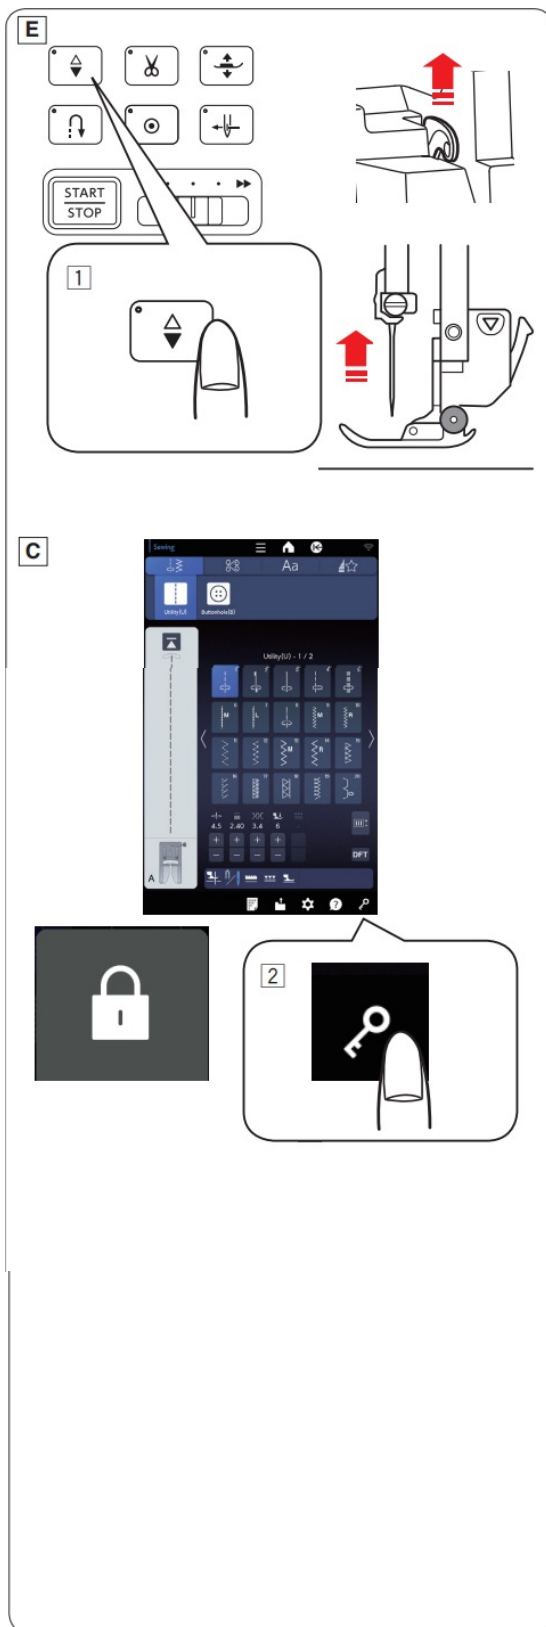 E
START
STOP
1
C
Sewing
Aa
Utility(U)
Buttonhole(B)
Utility(U) - 1 / 2
M
L
M
R
M
R
4.5 2.40 3.4 6
+ + + +
− − − −
DFT
A
2